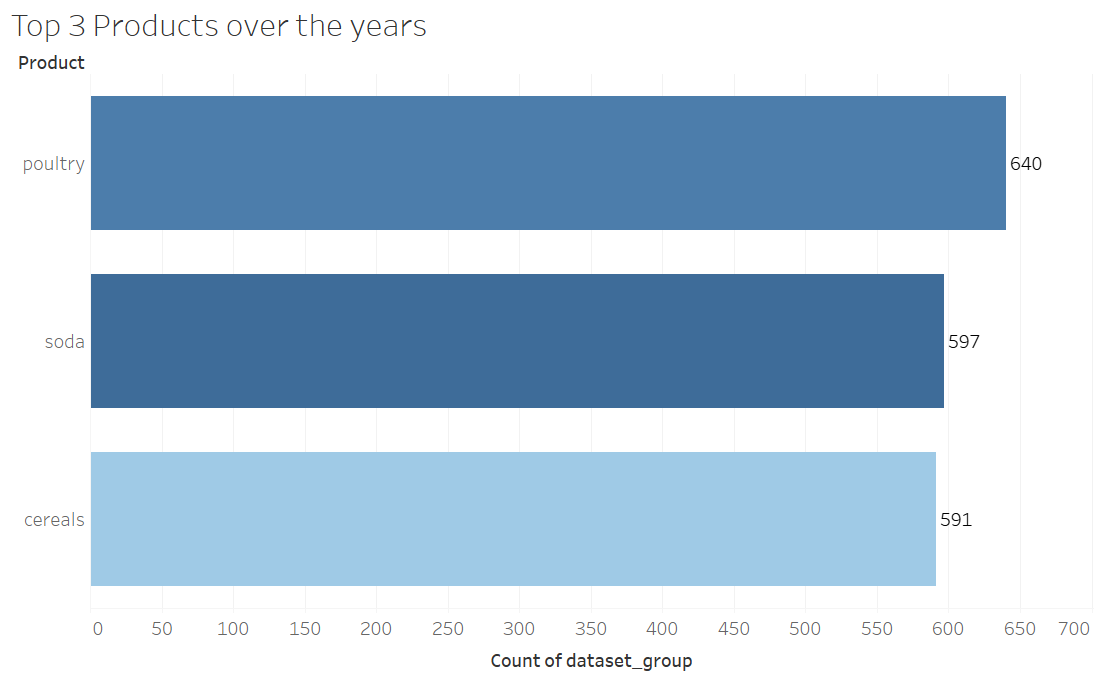 Top 3 Products over the years
Product
poultry 640
soda 597
cereals 591
0 50 100 150 200 250 300 350 400 450 500 550 600 650 700
Count of dataset_group